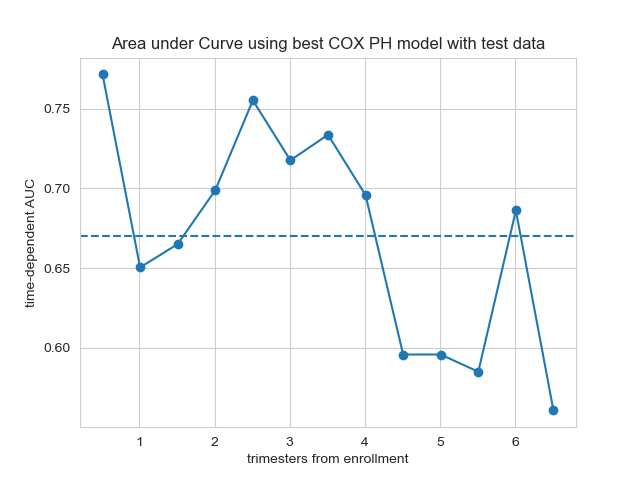 Area under Curve using best COX PH model with test data
time-dependent AUC
0.75
0.70
0.65
0.60
1 2 3 4 5 6
trimesters from enrollment